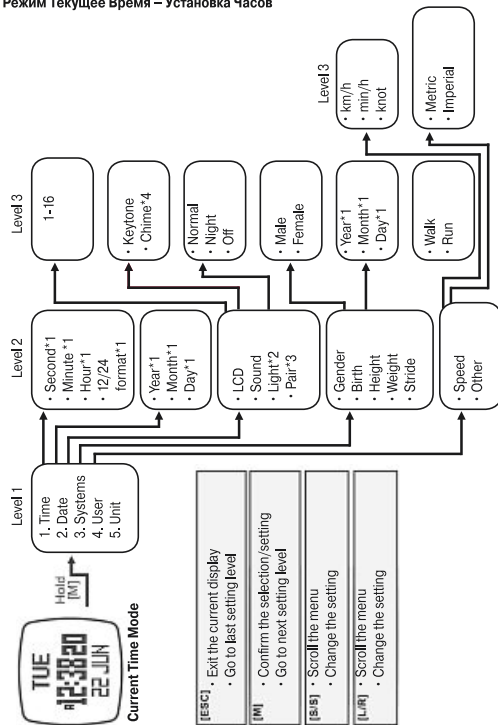 Режим Текущее Время – Установка Часов
TUE
A 12:38 20
22 JUN
Current Time Mode
Hold
[M]
Level 1
1. Time
2. Date
3. Systems
4. User
5. Unit
Level 2
• Second*1
• Minute *1
• Hour*1
• 12/24
format*1
• Year*1
• Month*1
• Day*1
• LCD
• Sound
• Light*2
• Pair*3
• Gender
• Birth
• Height
Weight
Stride
• Speed
• Other
Level 3
1-16
• Keytone
• Chime*4
• Normal
• Night
• Off
• Male
• Female
• Year*1
• Month*1
• Day*1
• Walk
• Run
Level 3
• km/h
• min/h
• knot
• Metric
• Imperial
[ESC] • Exit the current display
• Go to last setting level
[M] • Confirm the selection/setting
• Go to next setting level
[S/S] • Scroll the menu
• Change the setting
[L/R] • Scroll the menu
• Change the setting